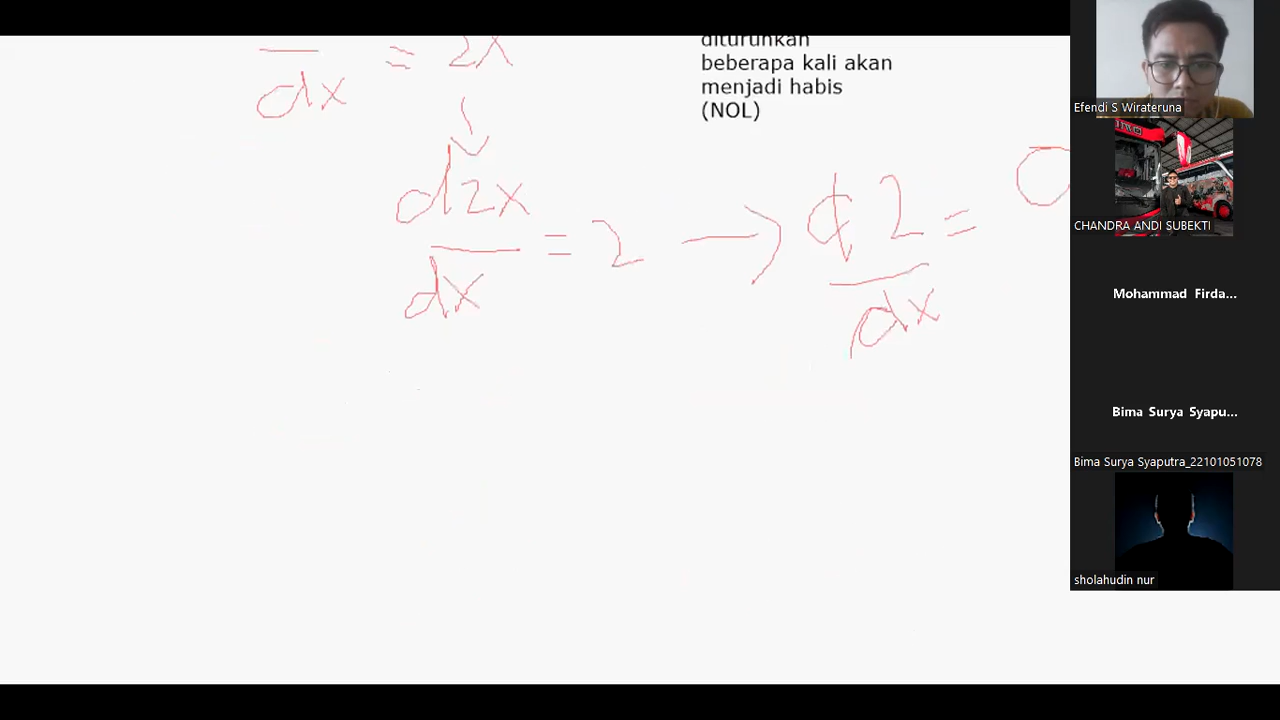 dx = 2x
d2x
dx = 2 → d2 = 0
dx
diturunkan
beberapa kali akan
menjadi habis
(NOL)
Efendi S Wirateruna
CHANDRA ANDI SUBEKTI
Mohammad Firda...
Bima Surya Syapu...
Bima Surya Syaputra_22101051078
sholahudin nur